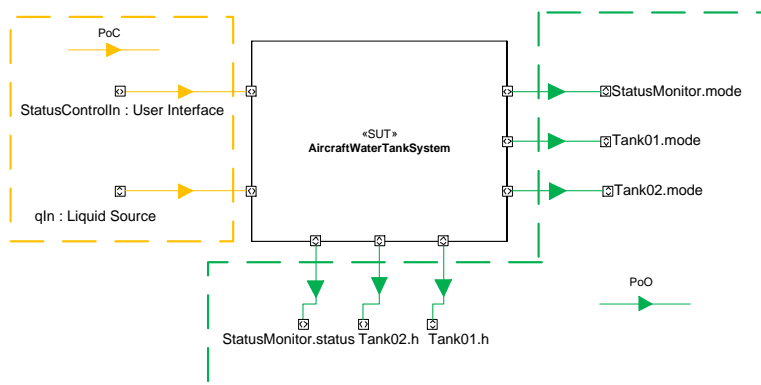 PoC
StatusControlIn : User Interface
qIn : Liquid Source
«SUT»
AircraftWaterTankSystem
StatusMonitor.mode
Tank01.mode
Tank02.mode
PoO
StatusMonitor.status Tank02.h Tank01.h